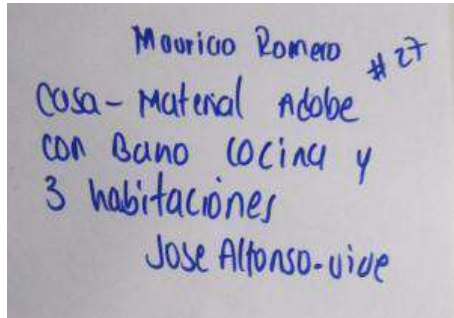 Mauricio Romero #27
Casa - Material Adobe
con Bano Cocina y
3 habitaciones
Jose Alfonso - vive